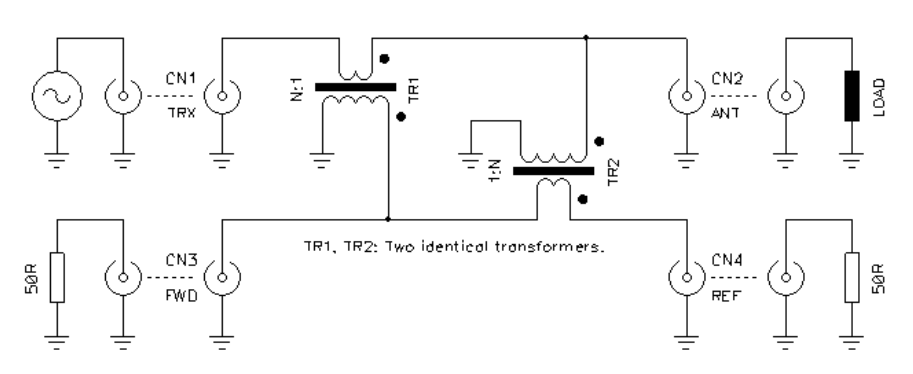 CN1
TRX
N:1
TR1
CN2
ANT
LOAD
1:N
TR2
TR1, TR2: Two identical transformers.
50R
CN3
FWD
CN4
REF
50R